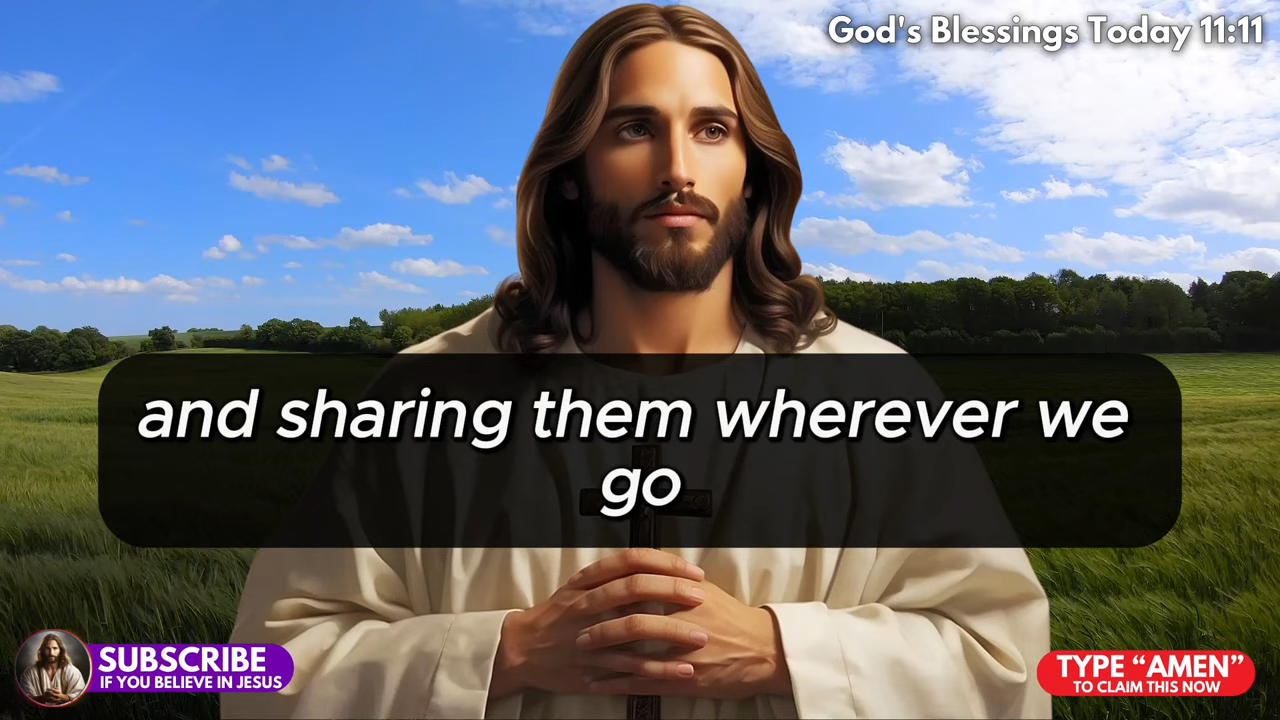 God's Blessings Today 11:11
and sharing them wherever we
go
SUBSCRIBE
IF YOU BELIEVE IN JESUS
TYPE “AMEN”
TO CLAIM THIS NOW